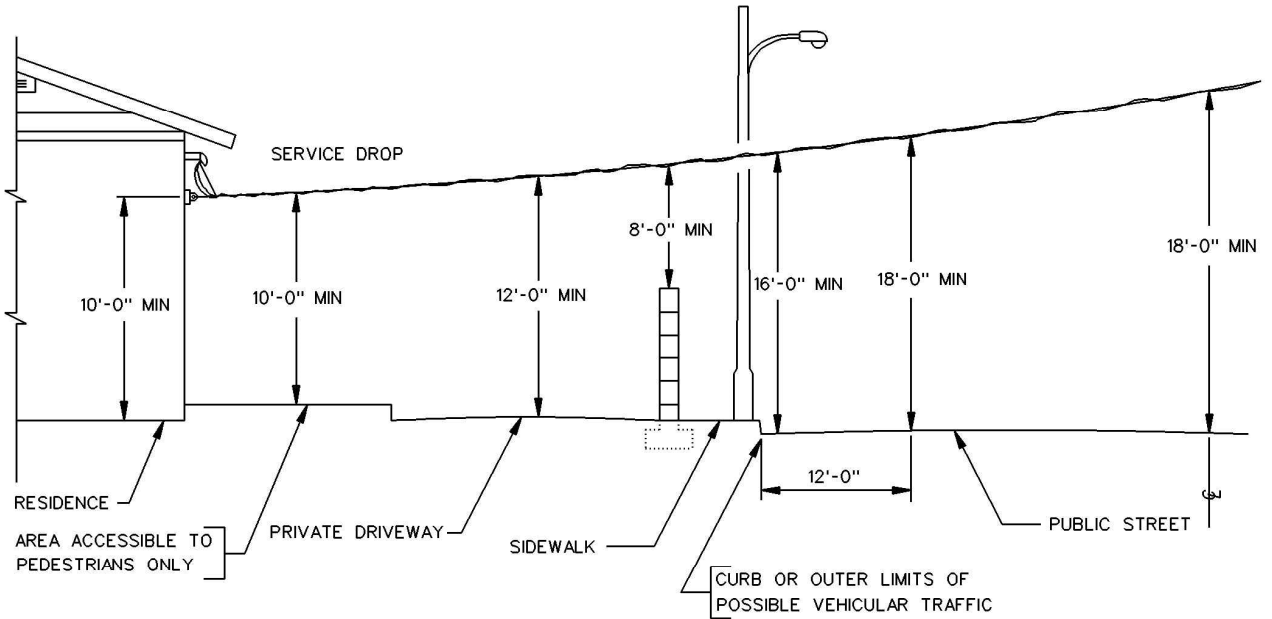 SERVICE DROP
8'-0" MIN
18'-0" MIN
10'-0" MIN
10'-0" MIN
12'-0" MIN
16'-0" MIN
18'-0" MIN
12'-0"
RESIDENCE
AREA ACCESSIBLE TO
PEDESTRIANS ONLY
PRIVATE DRIVEWAY
SIDEWALK
PUBLIC STREET
CURB OR OUTER LIMITS OF
POSSIBLE VEHICULAR TRAFFIC